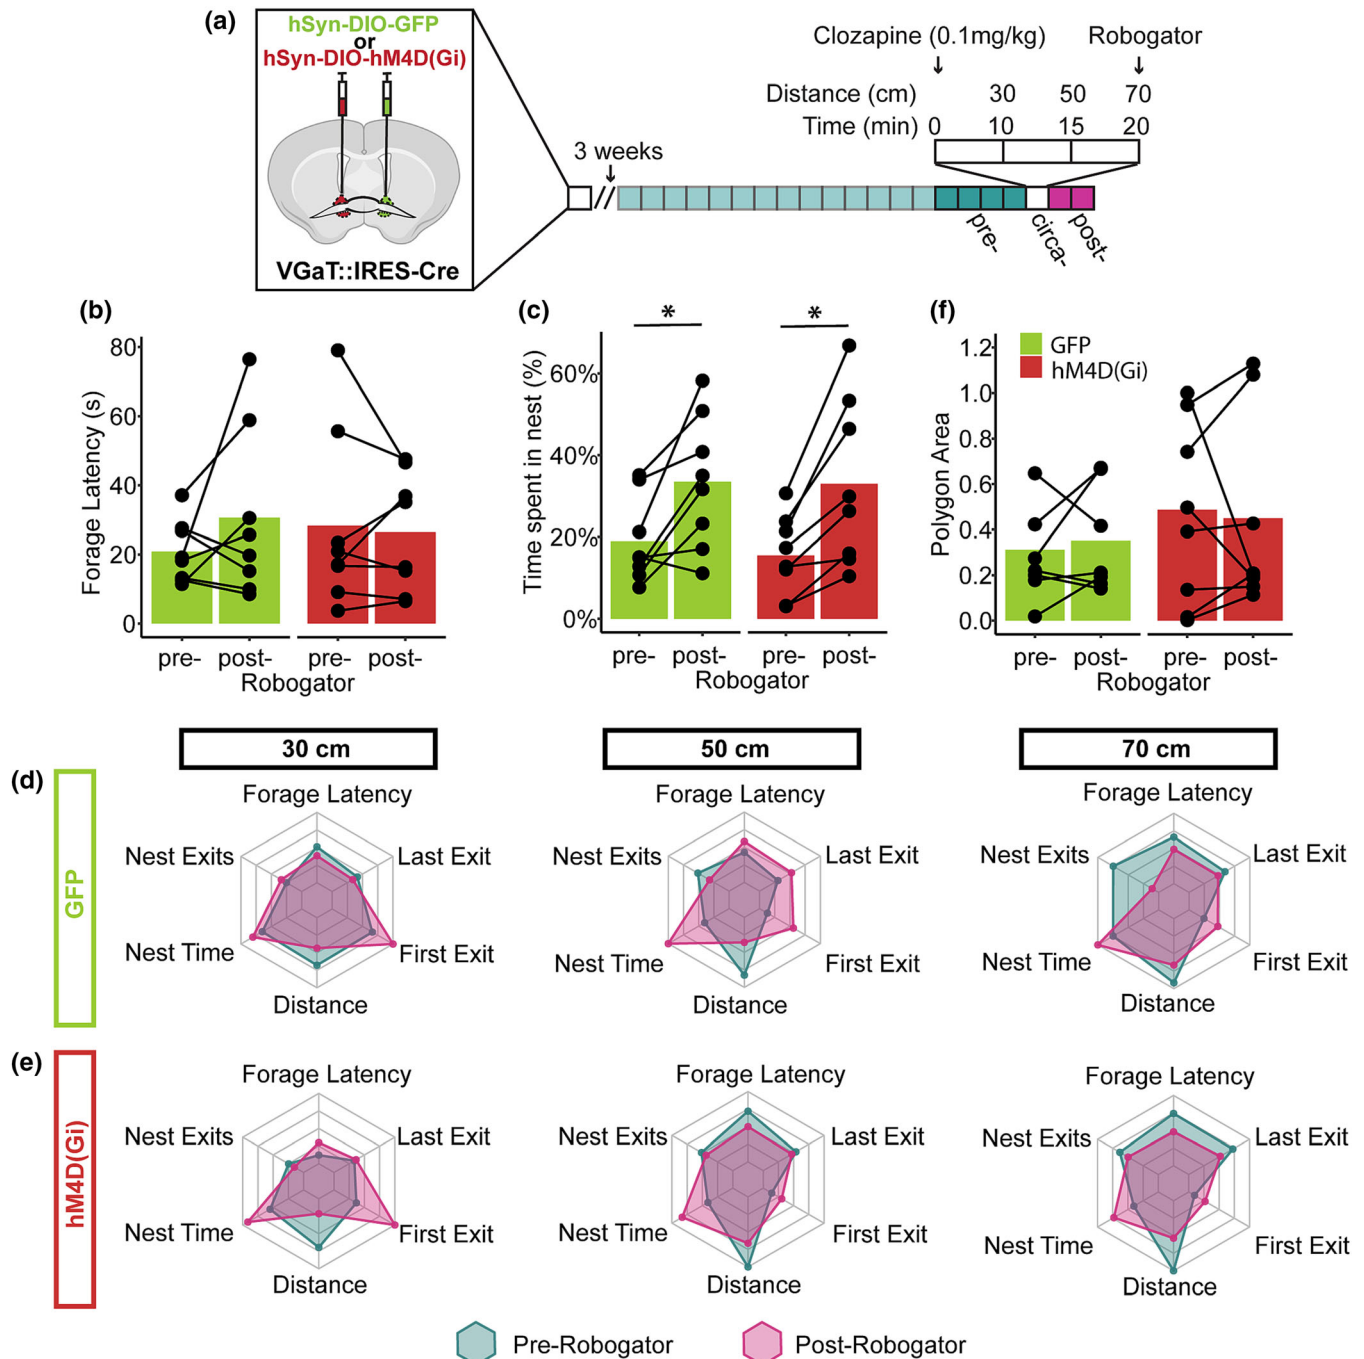 (a)
hSyn-DIO-GFP
or
hSyn-DIO-hM4D(Gi)
VGaT::IRES-Cre
3 weeks
Clozapine (0.1mg/kg) Robogator
Distance (cm) 30 50 70
Time (min) 0 10 15 20
pre- circa- post-
(b)
Forage Latency (s)
80
60
40
20
0
pre- post- pre- post-
Robogator
(c)
* *
Time spent in nest (%)
60%
40%
20%
0%
pre- post- pre- post-
Robogator
(f)
GFP
hM4D(Gi)
Polygon Area
1.2
1.0
0.8
0.6
0.4
0.2
0.0
pre- post- pre- post-
Robogator
30 cm 50 cm 70 cm
(d)
GFP
Forage Latency
Nest Exits Last Exit
Nest Time First Exit
Distance
Forage Latency
Nest Exits Last Exit
Nest Time First Exit
Distance
Forage Latency
Nest Exits Last Exit
Nest Time First Exit
Distance
(e)
hM4D(Gi)
Forage Latency
Nest Exits Last Exit
Nest Time First Exit
Distance
Forage Latency
Nest Exits Last Exit
Nest Time First Exit
Distance
Forage Latency
Nest Exits Last Exit
Nest Time First Exit
Distance
Pre-Robogator Post-Robogator